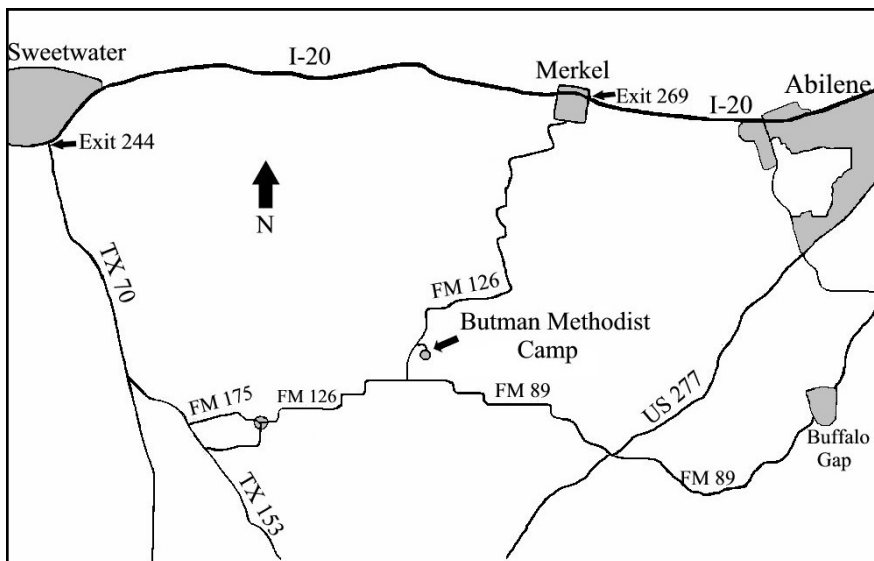 Sweetwater
I-20
Merkel
Exit 269
Abilene
I-20
Exit 244
N
TX 70
FM 126
Butman Methodist
Camp
FM 175
FM 126
FM 89
US 277
Buffalo
Gap
FM 89
TX 153